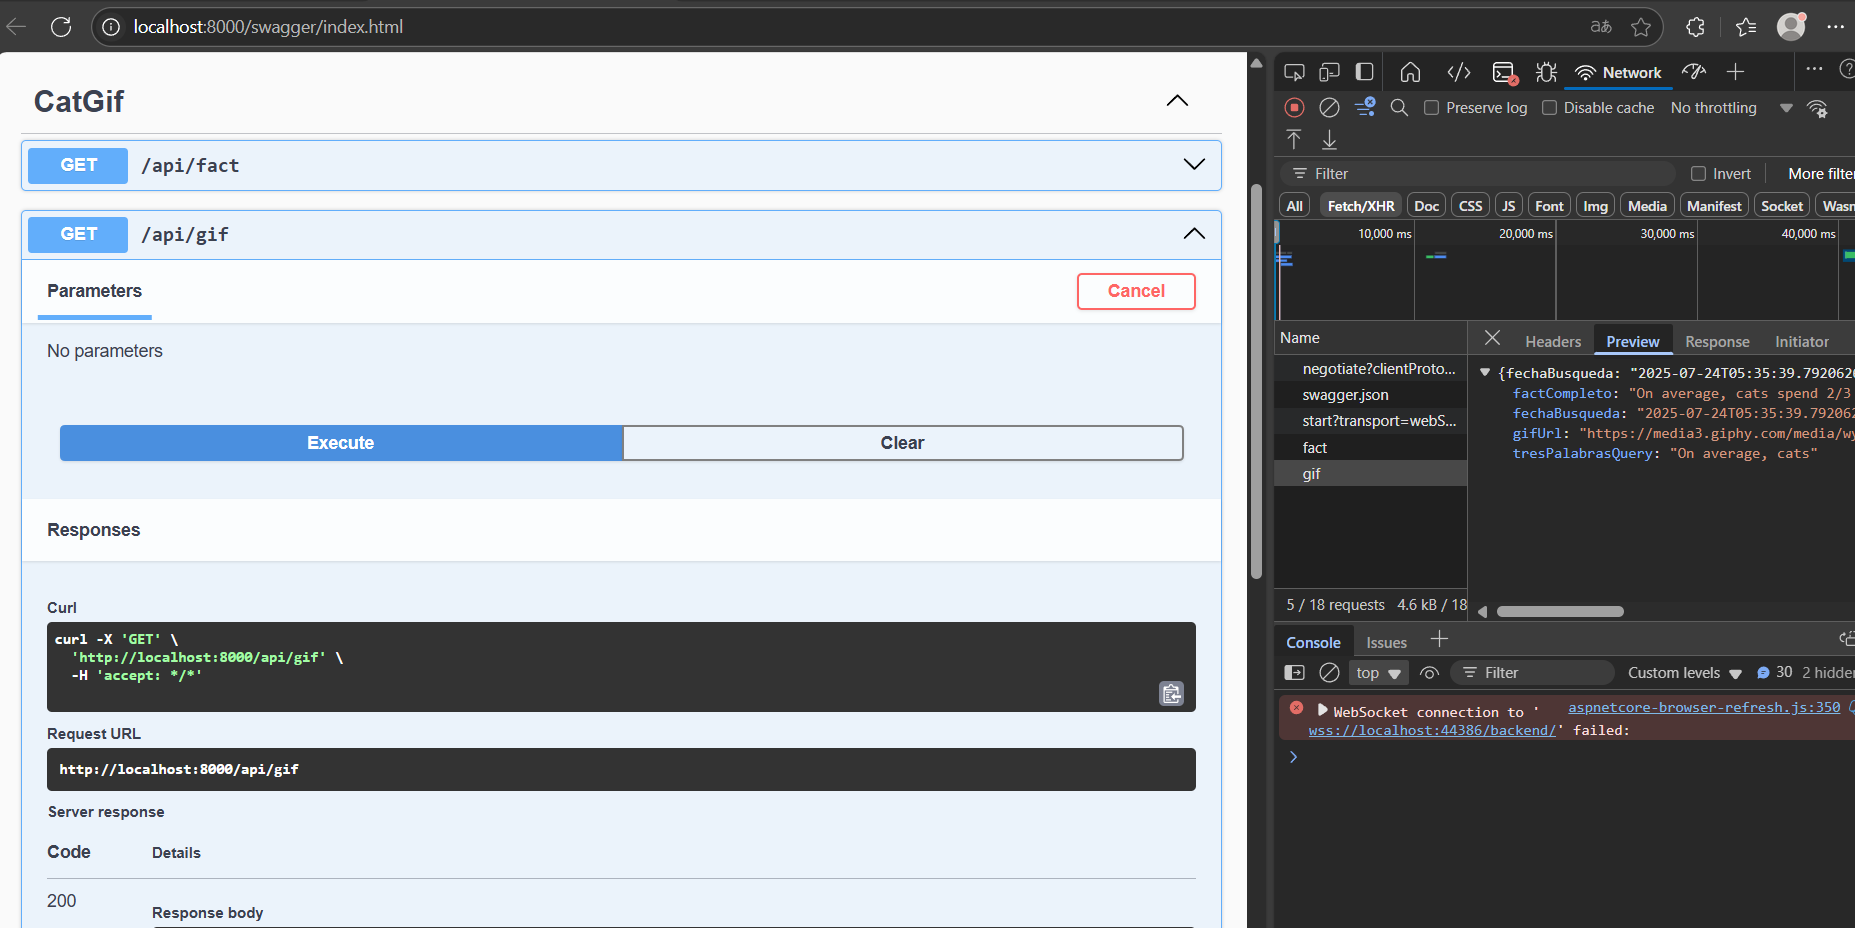 localhost:8000/swagger/index.html
CatGif
GET /api/fact
GET /api/gif
Parameters
Cancel
No parameters
Execute
Clear
Responses
Curl
curl -X 'GET' \
'http://localhost:8000/api/gif' \
-H 'accept: */*'
Request URL
http://localhost:8000/api/gif
Server response
Code Details
200
Response body
Network
Preserve log Disable cache No throttling
Filter Invert More filter
All Fetch/XHR Doc CSS JS Font Img Media Manifest Socket Wasm
10,000 ms 20,000 ms 30,000 ms 40,000 ms
Name
negotiate?clientProto...
swagger.json
start?transport=webS...
fact
gif
5 / 18 requests 4.6 kB / 18
Headers Preview Response Initiator
{fechaBusqueda: "2025-07-24T05:35:39.792062
factCompleto: "On average, cats spend 2/3
fechaBusqueda: "2025-07-24T05:35:39.792062
gifUrl: "https://media3.giphy.com/media/wy
tresPalabrasQuery: "On average, cats"
Console Issues
top Filter Custom levels 30 2 hidden
WebSocket connection to ' aspnetcore-browser-refresh.js:350
wss://localhost:44386/backend/' failed: